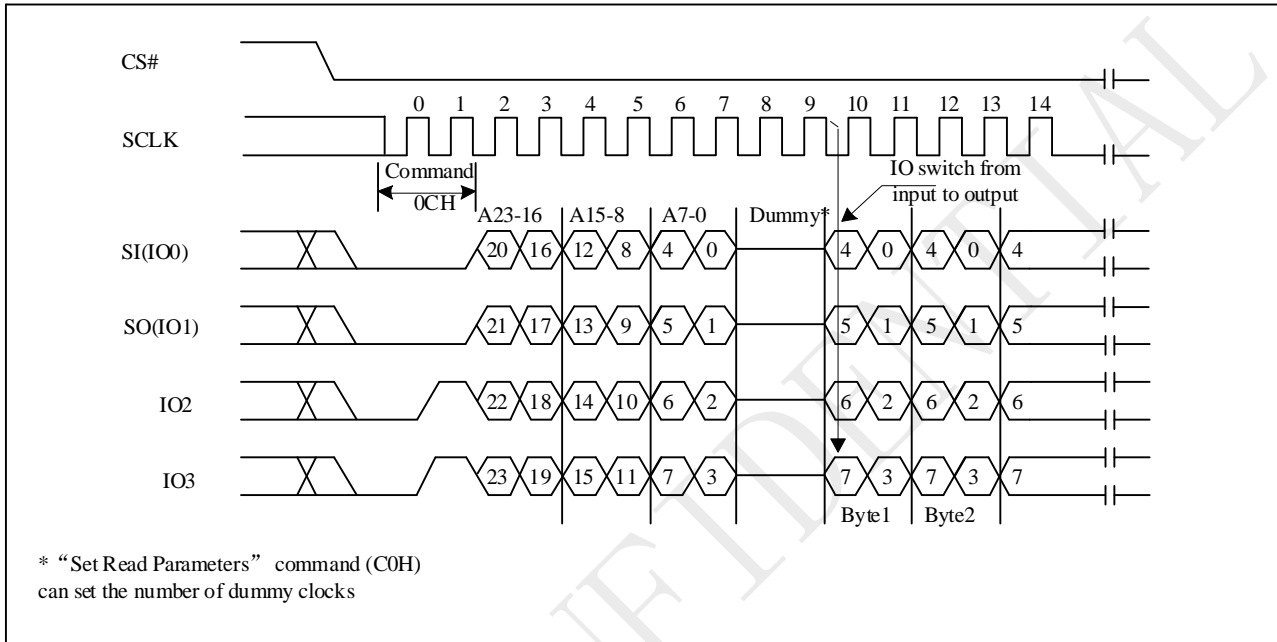 CS#
0 1 2 3 4 5 6 7 8 9 10 11 12 13 14
SCLK
Command
0CH
IO switch from
input to output
A23-16 A15-8 A7-0 Dummy*
SI(IO0) 20 16 12 8 4 0 4 0 4 0 4
SO(IO1) 21 17 13 9 5 1 5 1 5 1 5
IO2 22 18 14 10 6 2 6 2 6 2 6
IO3 23 19 15 11 7 3 7 3 7 3 7
Byte1 Byte2
* “Set Read Parameters” command (C0H)
can set the number of dummy clocks
FIDENTIAL